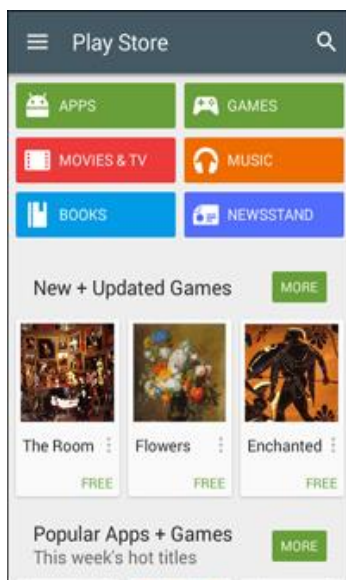 Play Store
APPS
GAMES
MOVIES & TV
MUSIC
BOOKS
NEWSSTAND
New + Updated Games
MORE
The Room
Flowers
Enchanted
FREE
FREE
FREE
Popular Apps + Games
MORE
This week's hot titles